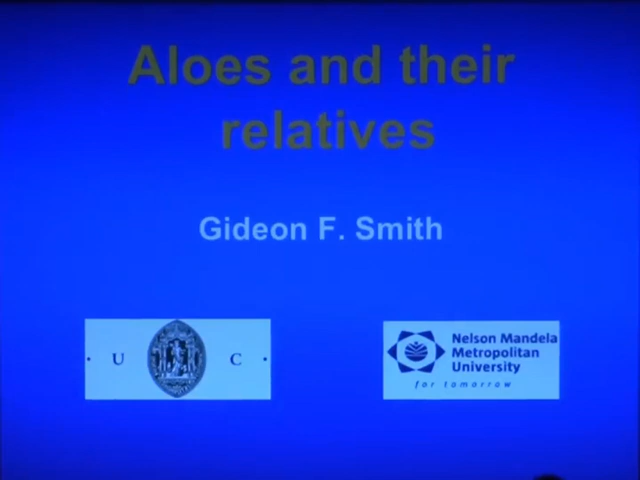 Aloes and their
relatives
Gideon F. Smith
· U C ·
Nelson Mandela
Metropolitan
University
for tomorrow